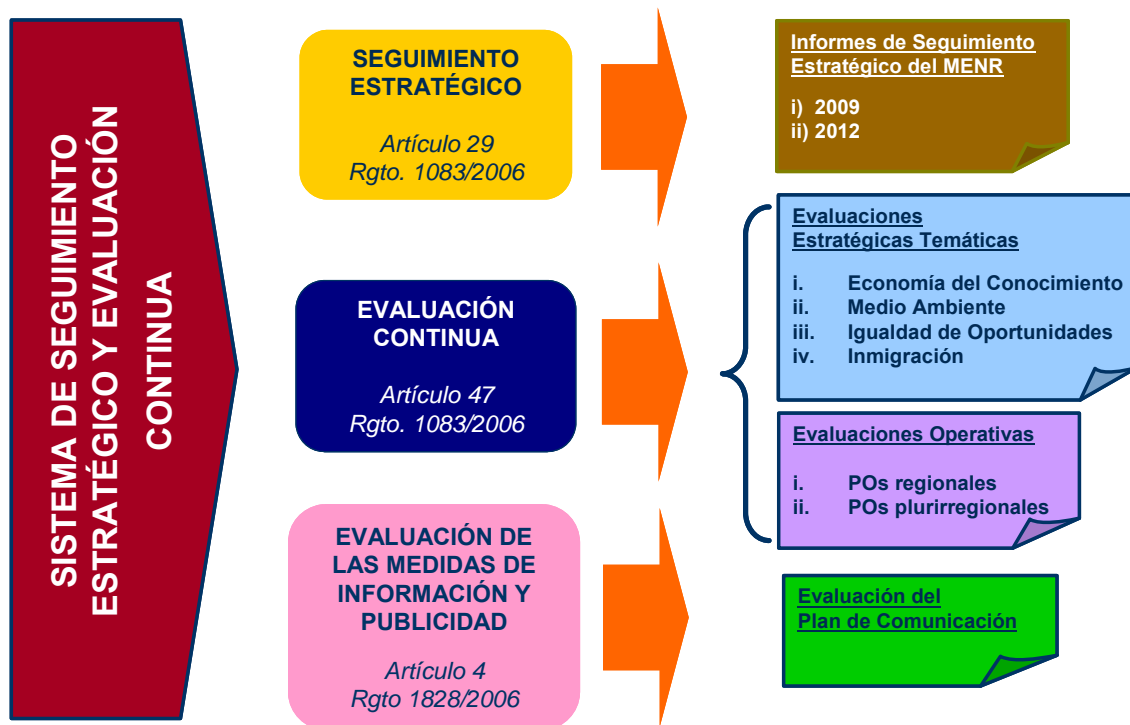 SISTEMA DE SEGUIMIENTO
ESTRATÉGICO Y EVALUACIÓN
CONTINUA
SEGUIMIENTO
ESTRATÉGICO
Artículo 29
Rgto. 1083/2006
Informes de Seguimiento
Estratégico del MENR
i) 2009
ii) 2012
EVALUACIÓN
CONTINUA
Artículo 47
Rgto. 1083/2006
Evaluaciones
Estratégicas Temáticas
i. Economía del Conocimiento
ii. Medio Ambiente
iii. Igualdad de Oportunidades
iv. Inmigración
Evaluaciones Operativas
i. POs regionales
ii. POs plurirregionales
EVALUACIÓN DE
LAS MEDIDAS DE
INFORMACIÓN Y
PUBLICIDAD
Artículo 4
Rgto 1828/2006
Evaluación del
Plan de Comunicación